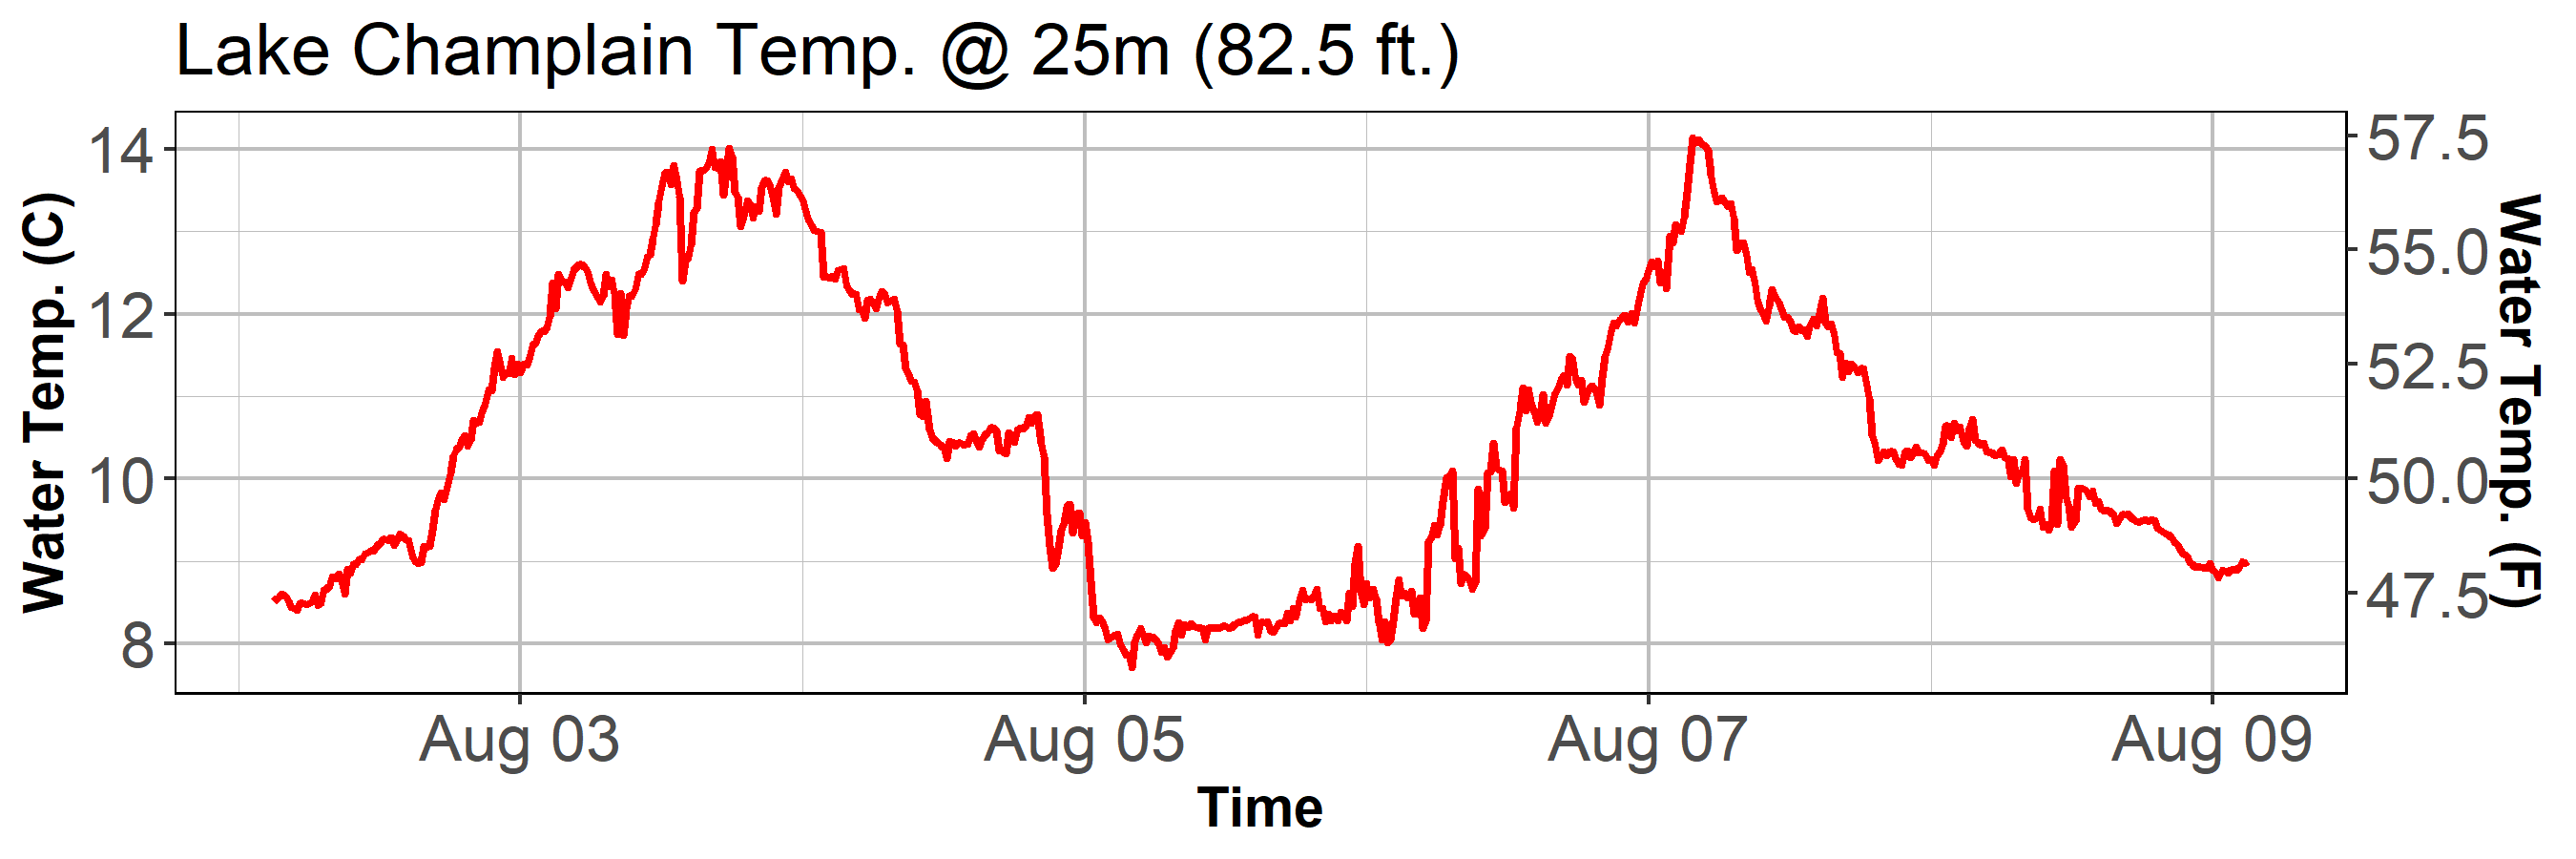 Lake Champlain Temp. @ 25m (82.5 ft.)
Water Temp. (C)
14
12
10
8
57.5
55.0
52.5
50.0
47.5
Water Temp. (F)
Aug 03
Aug 05
Aug 07
Aug 09
Time